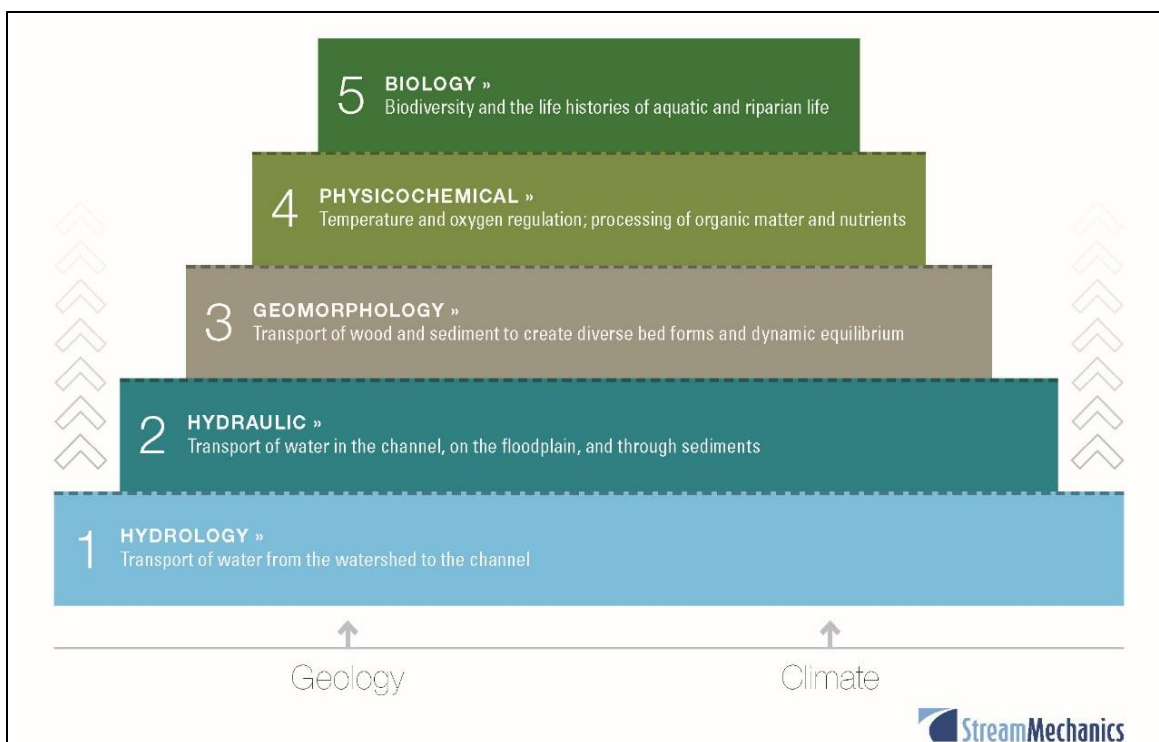 5
BIOLOGY »
Biodiversity and the life histories of aquatic and riparian life
4
PHYSICOCHEMICAL »
Temperature and oxygen regulation; processing of organic matter and nutrients
3
GEOMORPHOLOGY »
Transport of wood and sediment to create diverse bed forms and dynamic equilibrium
2
HYDRAULIC »
Transport of water in the channel, on the floodplain, and through sediments
1
HYDROLOGY »
Transport of water from the watershed to the channel
Geology
Climate
StreamMechanics